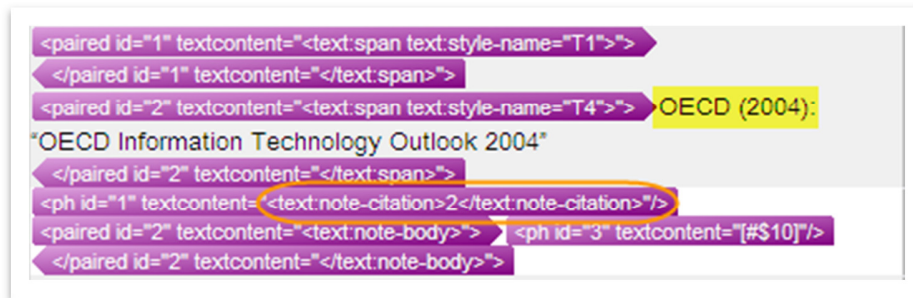 <paired id="1" textcontent="<text:span text:style-name="T1">">
</paired id="1" textcontent="</text:span>">
<paired id="2" textcontent="<text:span text:style-name="T4">"> OECD (2004):
“OECD Information Technology Outlook 2004”
</paired id="2" textcontent="</text:span>">
<ph id="1" textcontent="<text:note-citation>2</text:note-citation>"/>
<paired id="2" textcontent="<text:note-body>"> <ph id="3" textcontent="[#$10]"/>
</paired id="2" textcontent="</text:note-body>">